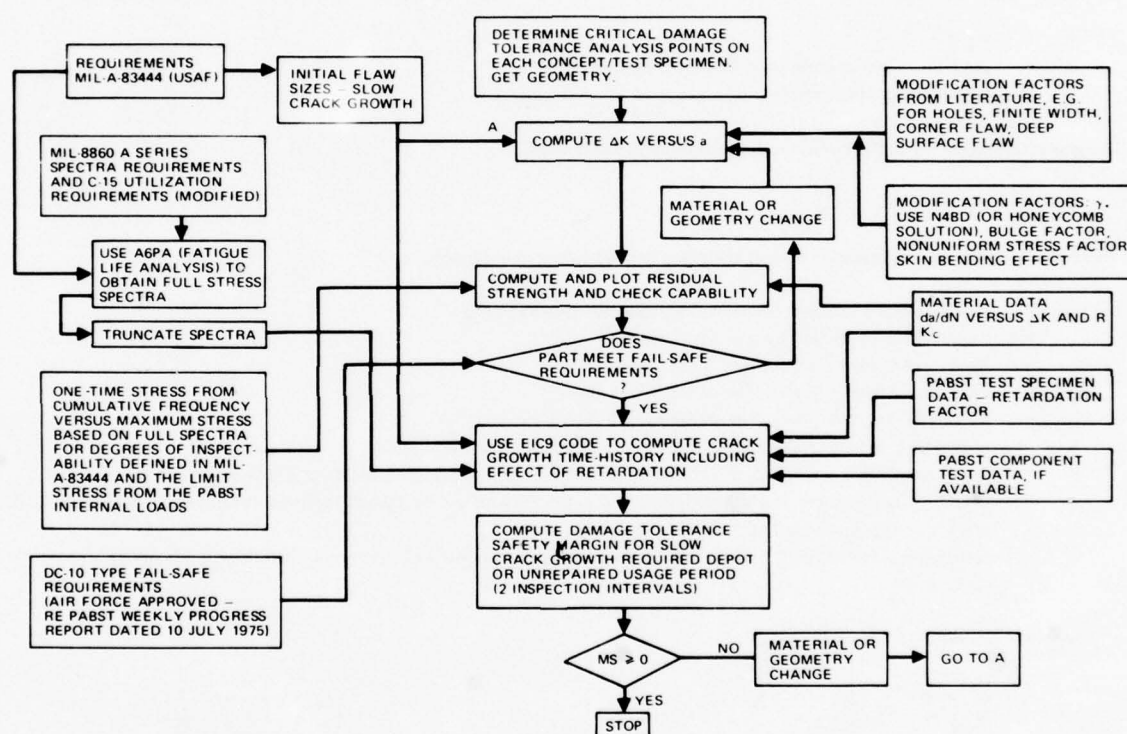 REQUIREMENTS
MIL-A-83444 (USAF)
INITIAL FLAW
SIZES – SLOW
CRACK GROWTH
DETERMINE CRITICAL DAMAGE
TOLERANCE ANALYSIS POINTS ON
EACH CONCEPT/TEST SPECIMEN.
GET GEOMETRY.
MODIFICATION FACTORS
FROM LITERATURE, E.G.
FOR HOLES, FINITE WIDTH,
CORNER FLAW, DEEP
SURFACE FLAW
A
COMPUTE ΔK VERSUS a
MIL-8860 A SERIES
SPECTRA REQUIREMENTS
AND C-15 UTILIZATION
REQUIREMENTS (MODIFIED)
MATERIAL OR
GEOMETRY CHANGE
MODIFICATION FACTORS: γ,
USE N4BD (OR HONEYCOMB
SOLUTION), BULGE FACTOR,
NONUNIFORM STRESS FACTOR
SKIN BENDING EFFECT
USE A6PA (FATIGUE
LIFE ANALYSIS) TO
OBTAIN FULL STRESS
SPECTRA
COMPUTE AND PLOT RESIDUAL
STRENGTH AND CHECK CAPABILITY
MATERIAL DATA
da/dN VERSUS ΔK AND R
Kc
TRUNCATE SPECTRA
DOES
PART MEET FAIL-SAFE
REQUIREMENTS
?
YES
ONE-TIME STRESS FROM
CUMULATIVE FREQUENCY
VERSUS MAXIMUM STRESS
BASED ON FULL SPECTRA
FOR DEGREES OF INSPECT-
ABILITY DEFINED IN MIL-
A-83444 AND THE LIMIT
STRESS FROM THE PABST
INTERNAL LOADS
PABST TEST SPECIMEN
DATA – RETARDATION
FACTOR
USE EIC9 CODE TO COMPUTE CRACK
GROWTH TIME-HISTORY INCLUDING
EFFECT OF RETARDATION
PABST COMPONENT
TEST DATA, IF
AVAILABLE
COMPUTE DAMAGE TOLERANCE
SAFETY MARGIN FOR SLOW
CRACK GROWTH REQUIRED DEPOT
OR UNREPAIRED USAGE PERIOD
(2 INSPECTION INTERVALS)
DC-10 TYPE FAIL-SAFE
REQUIREMENTS
(AIR FORCE APPROVED –
RE PABST WEEKLY PROGRESS
REPORT DATED 10 JULY 1975)
MS ⩾ 0
NO
MATERIAL OR
GEOMETRY
CHANGE
GO TO A
YES
STOP